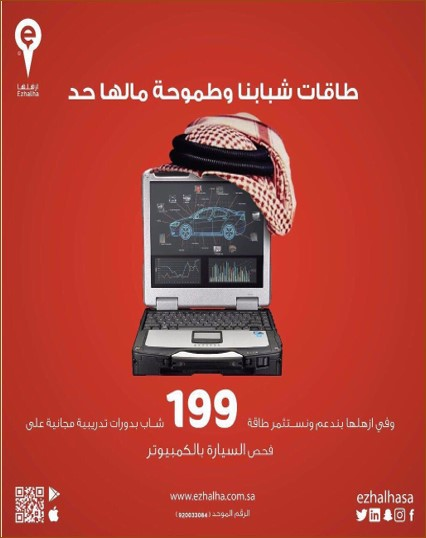 ازهلها
Ezhalha
طاقات شبابنا وطموحة مالها حد
وفي ازهلها بندعم ونستثمر طاقة 199 شاب بدورات تدريبية مجانية على
فحص السيارة بالكمبيوتر
www.ezhalha.com.sa
الرقم الموحد (920033084)
ezhalhasa